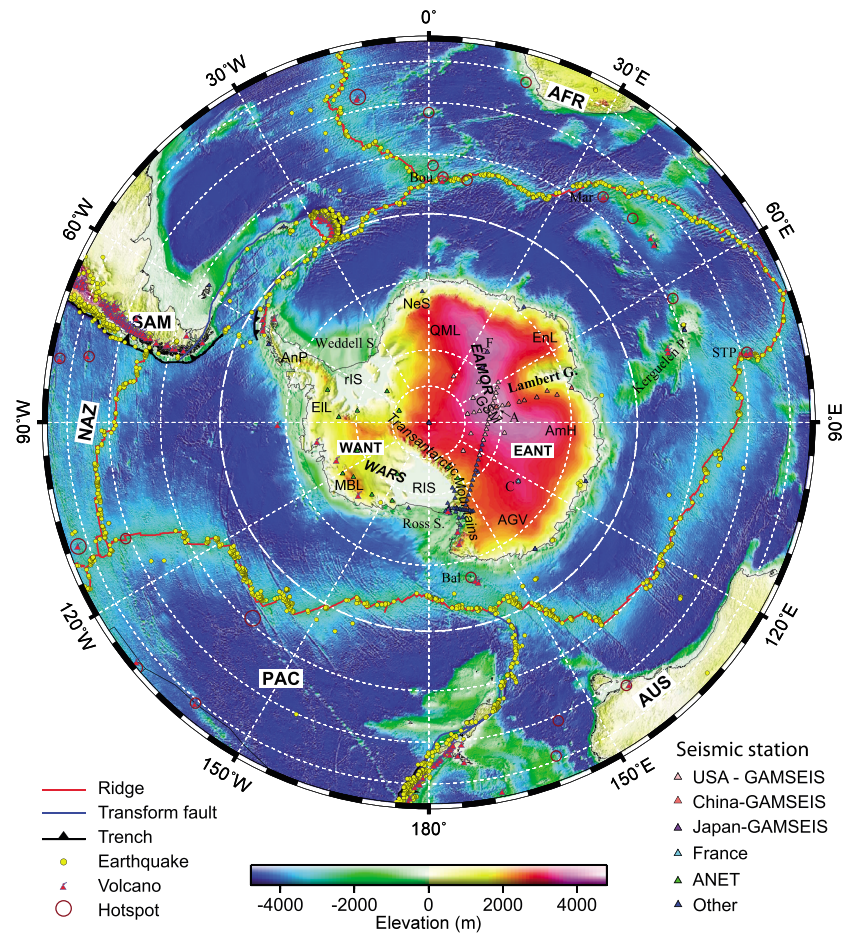 0°
30°W
30°E
AFR
Bou
Mar
60°W
60°E
NeS
SAM
QML
F
EnL
STP
Weddell S.
EAMOR
AnP
Kerguelen P.
rIS
Lambert G.
GSM
EIL
A
90°W
NAZ
Transantarctic Mountains
AmH
90°E
WANT
EANT
WARS
MBL
RIS
C
Ross S.
AGV
Bal
120°W
120°E
PAC
AUS
150°W
150°E
180°
Seismic station
USA - GAMSEIS
China-GAMSEIS
Japan-GAMSEIS
France
ANET
Other
Ridge
Transform fault
Trench
Earthquake
Volcano
Hotspot
-4000 -2000 0 2000 4000
Elevation (m)